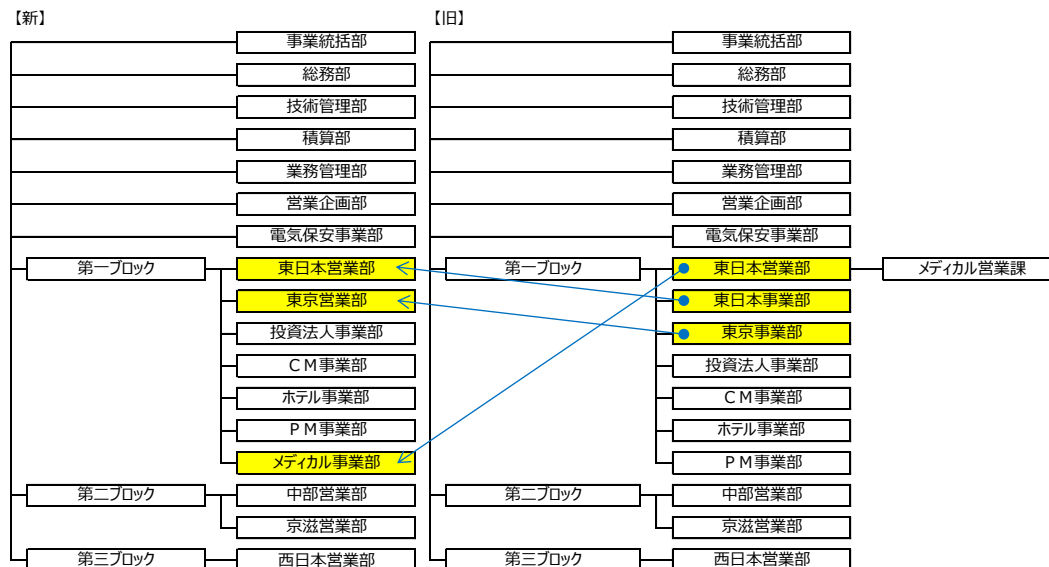 【新】
事業統括部
総務部
技術管理部
積算部
業務管理部
営業企画部
電気保安事業部
第一ブロック
東日本営業部
東京営業部
投資法人事業部
ＣＭ事業部
ホテル事業部
ＰＭ事業部
メディカル事業部
第二ブロック
中部営業部
京滋営業部
第三ブロック
西日本営業部
【旧】
事業統括部
総務部
技術管理部
積算部
業務管理部
営業企画部
電気保安事業部
第一ブロック
東日本営業部
メディカル営業課
東日本事業部
東京事業部
投資法人事業部
ＣＭ事業部
ホテル事業部
ＰＭ事業部
第二ブロック
中部営業部
京滋営業部
第三ブロック
西日本営業部